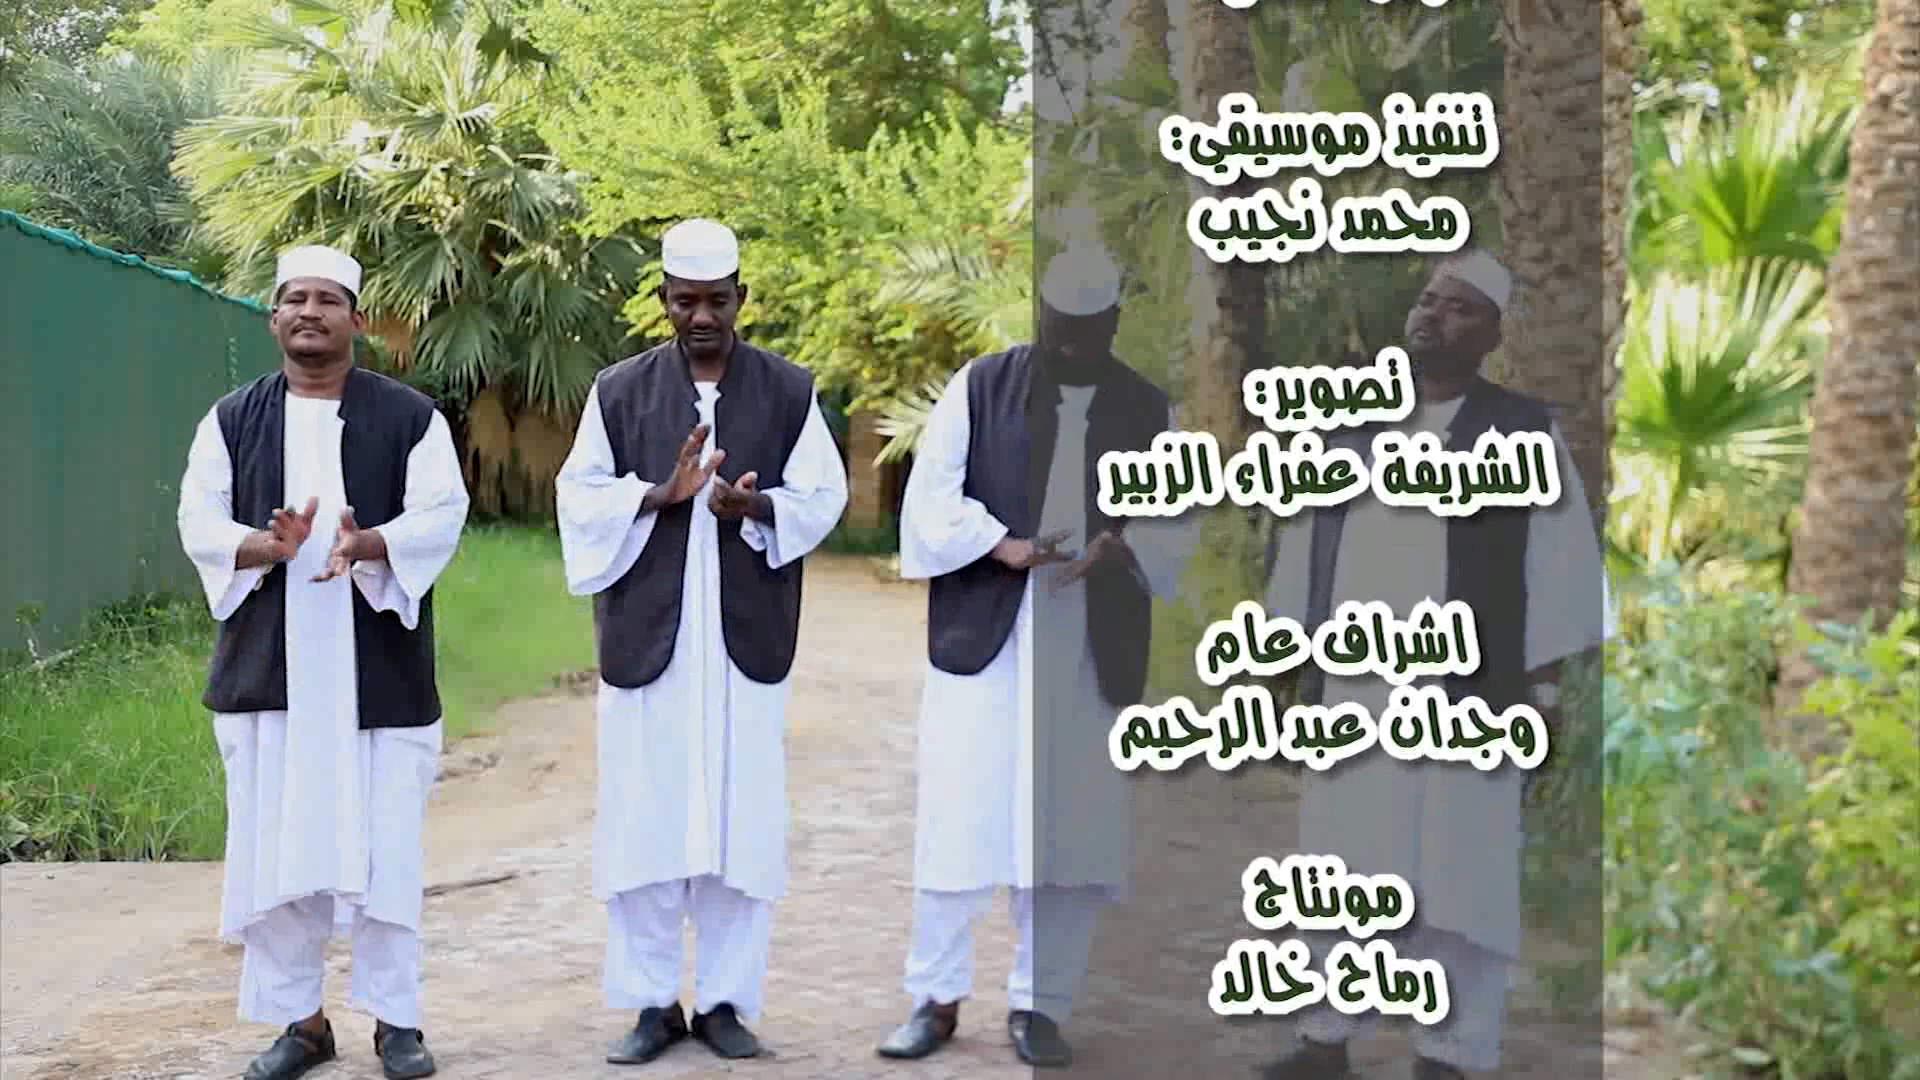 تنفيذ موسيقي:
محمد نجيب
تصوير:
الشريفة عفراء الزبير
اشراف عام
وجدان عبد الرحيم
مونتاج
رماح خالد